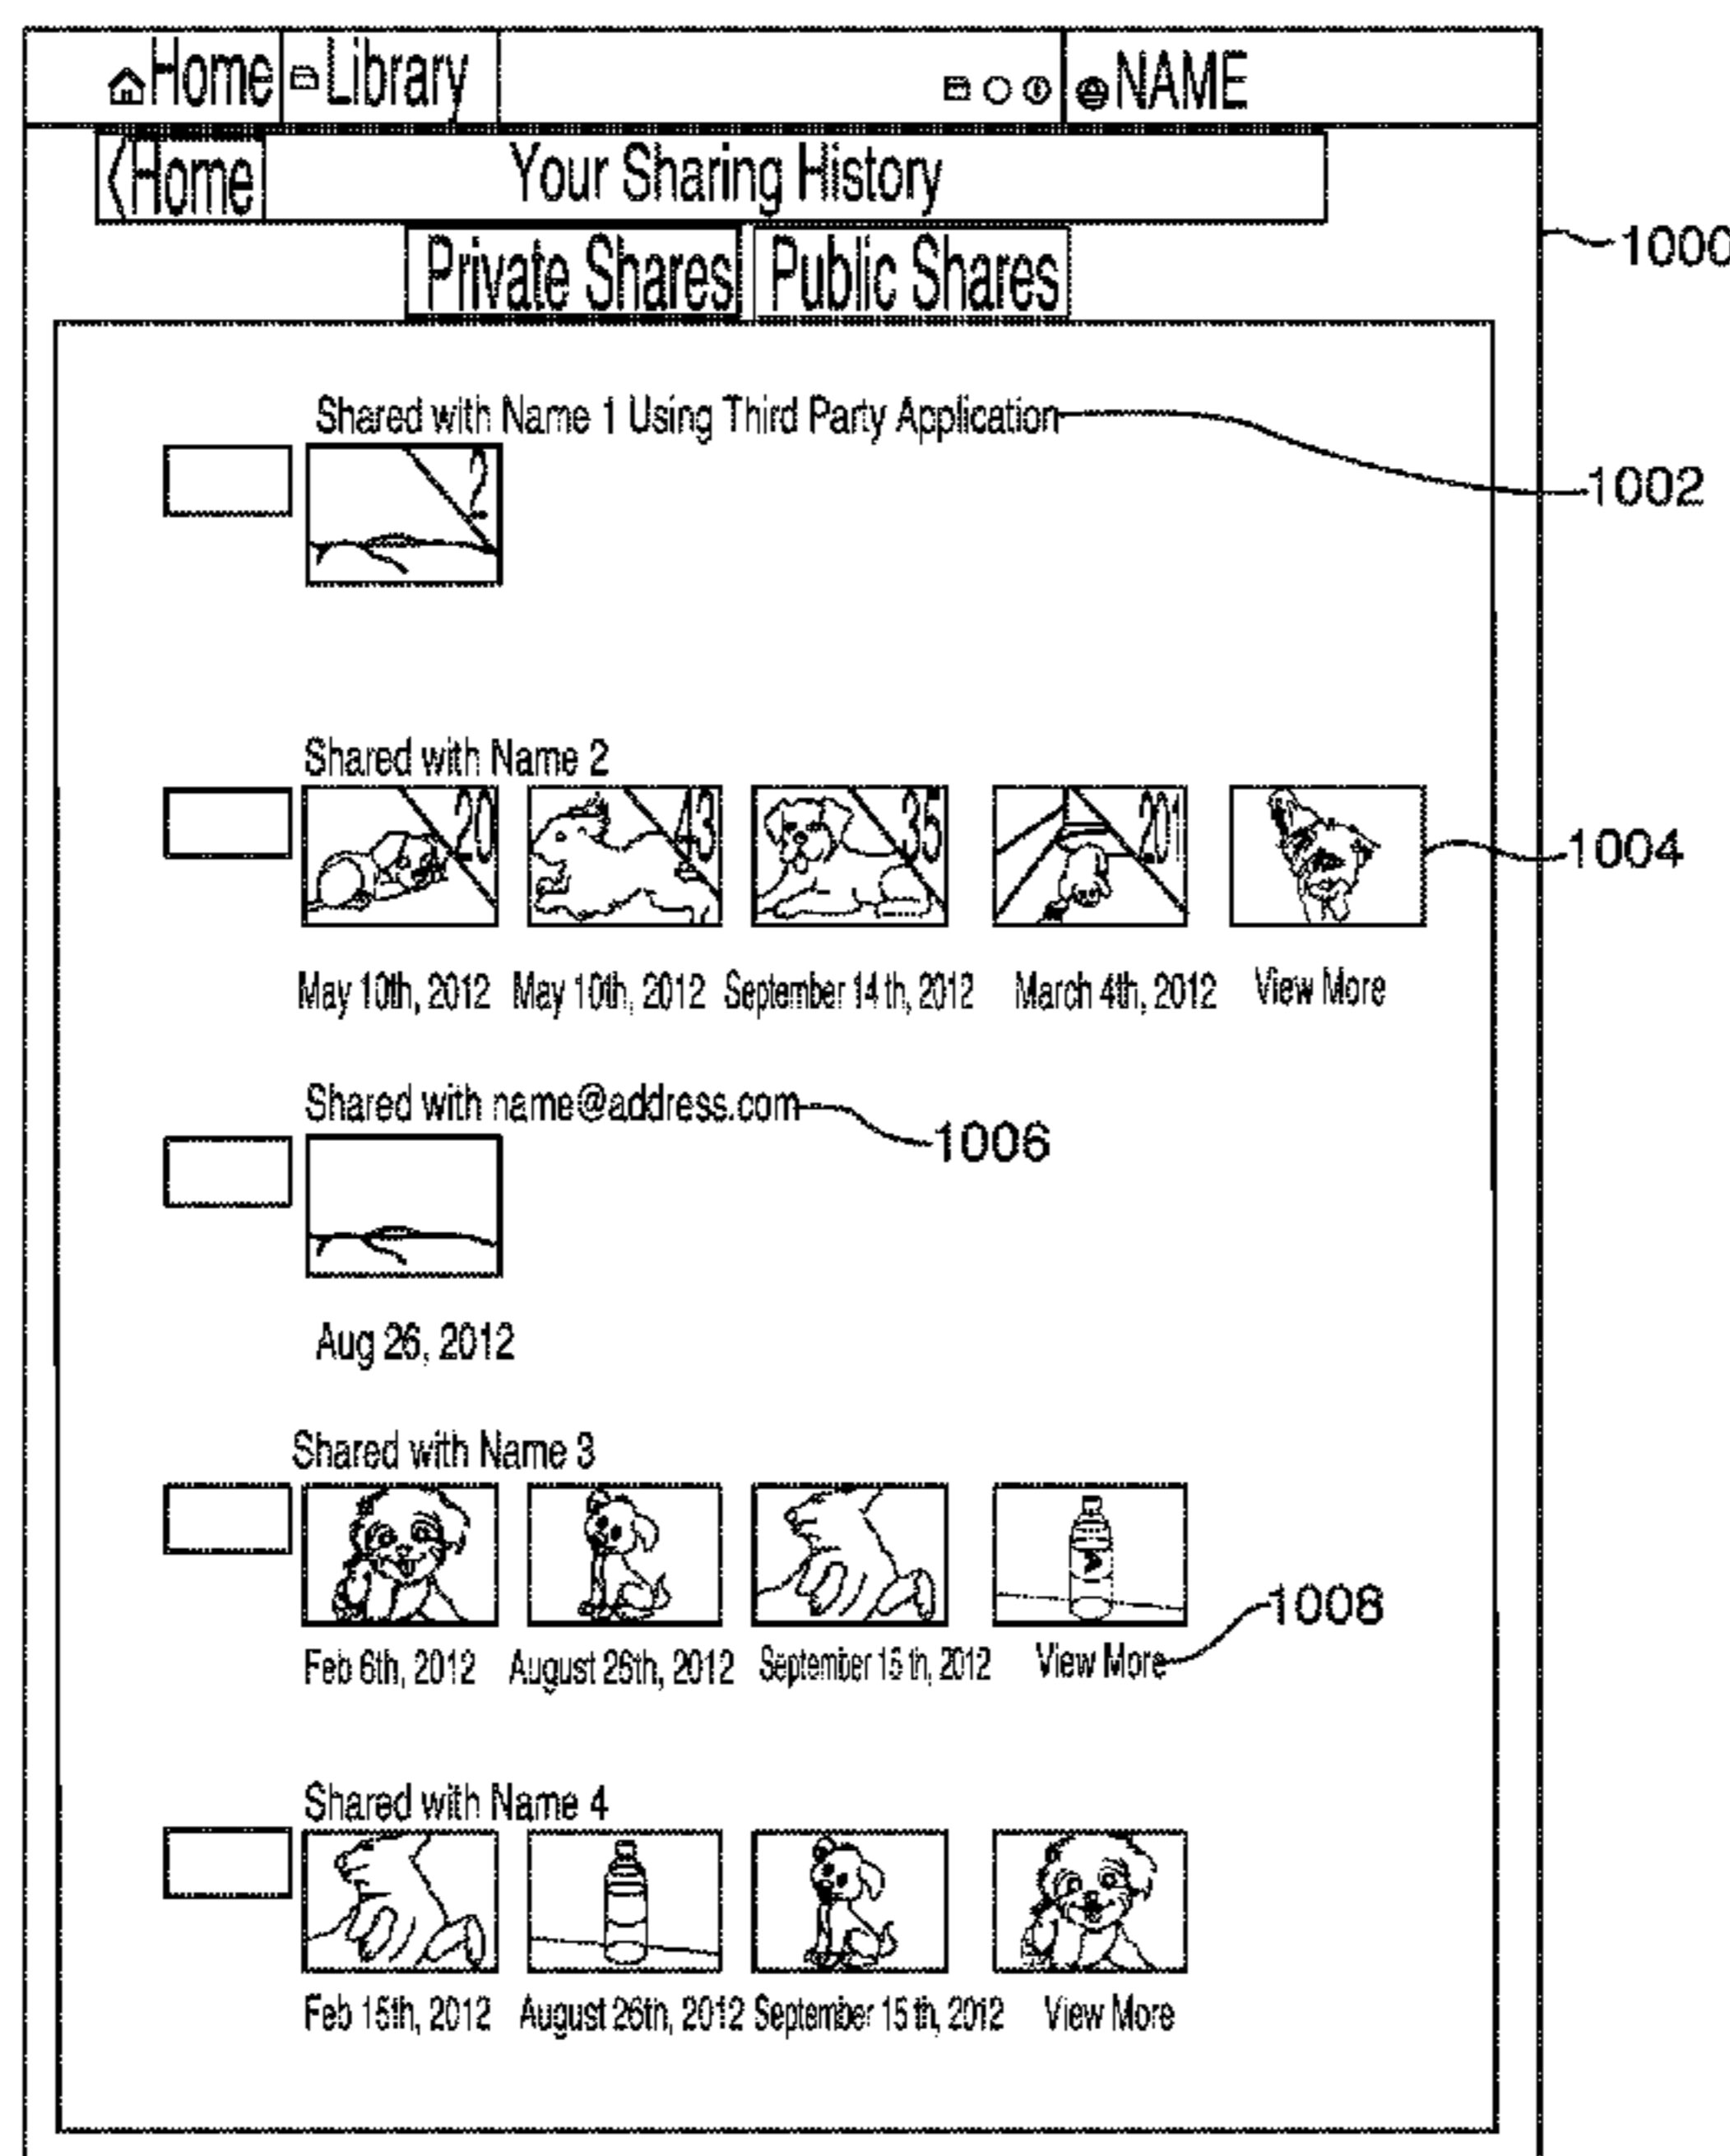 Home Library NAME
Home Your Sharing History
1000
Private Shares Public Shares
Shared with Name 1 Using Third Party Application
2
1002
Shared with Name 2
20 43 35 201
1004
May 10th, 2012 May 10th, 2012 September 14 th, 2012 March 4th, 2012 View More
Shared with name@address.com
1006
Aug 26, 2012
Shared with Name 3
1008
Feb 6th, 2012 August 26th, 2012 September 15 th, 2012 View More
Shared with Name 4
Feb 15th, 2012 August 26th, 2012 September 15 th, 2012 View More